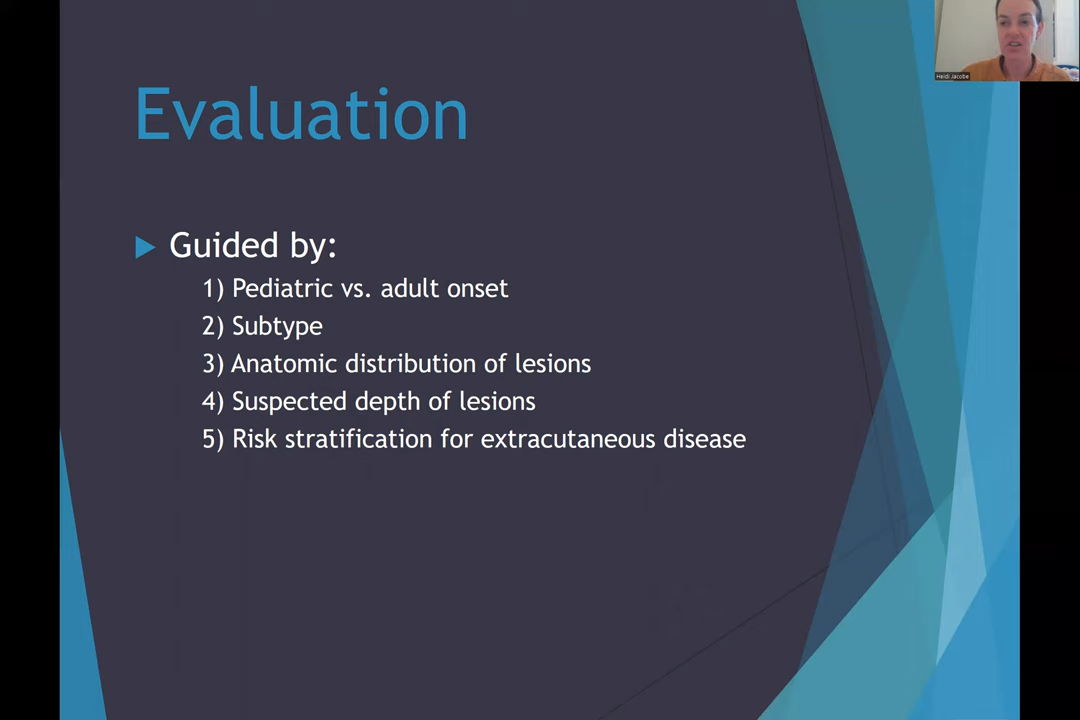 Heidi Jacobe
Evaluation
Guided by:
1) Pediatric vs. adult onset
2) Subtype
3) Anatomic distribution of lesions
4) Suspected depth of lesions
5) Risk stratification for extracutaneous disease